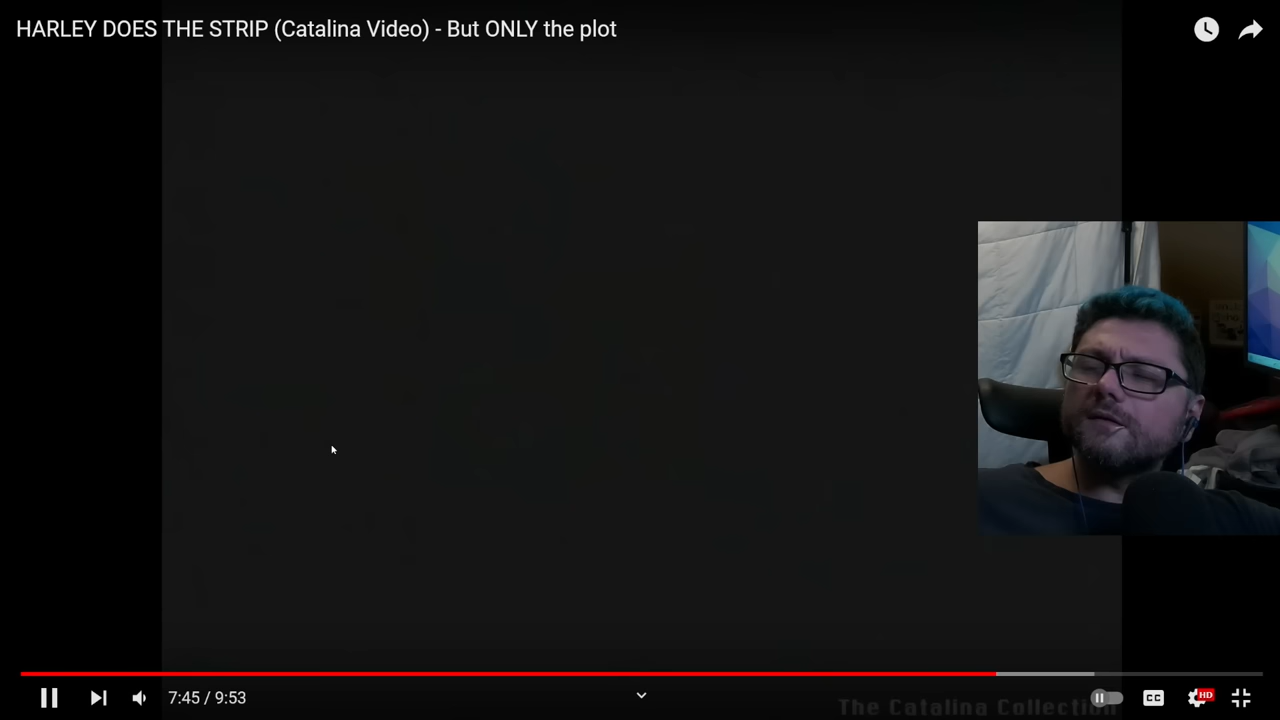 HARLEY DOES THE STRIP (Catalina Video) - But ONLY the plot
7:45 / 9:53
CC
HD
The Catalina Collection